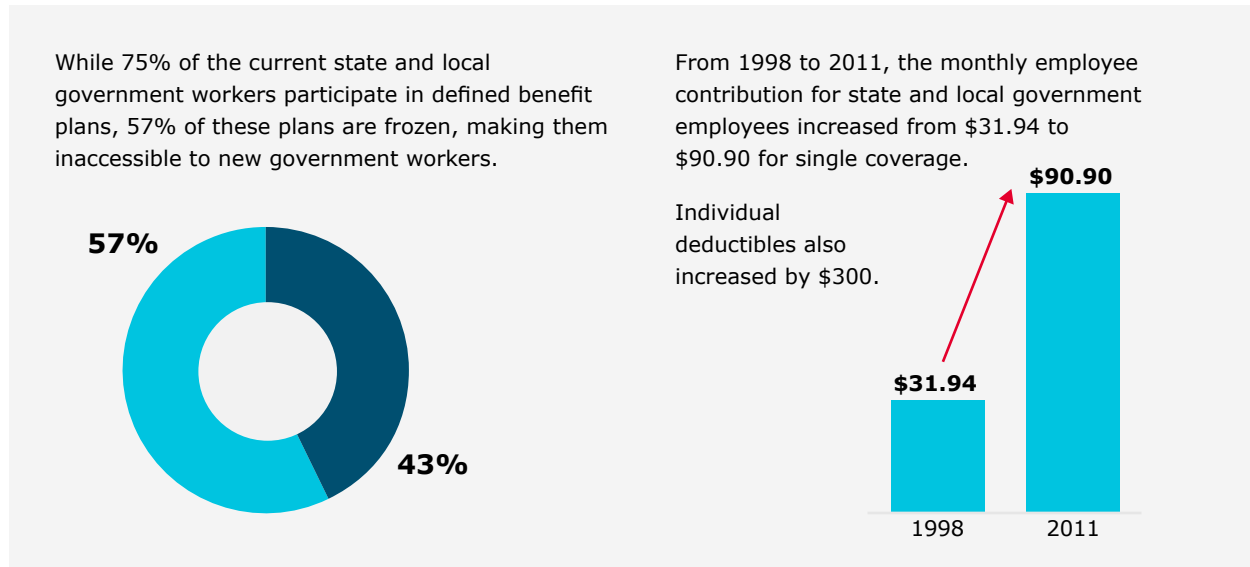 While 75% of the current state and local
government workers participate in defined benefit
plans, 57% of these plans are frozen, making them
inaccessible to new government workers.
57%
43%
From 1998 to 2011, the monthly employee
contribution for state and local government
employees increased from $31.94 to
$90.90 for single coverage.
Individual
deductibles also
increased by $300.
$90.90
$31.94
1998
2011